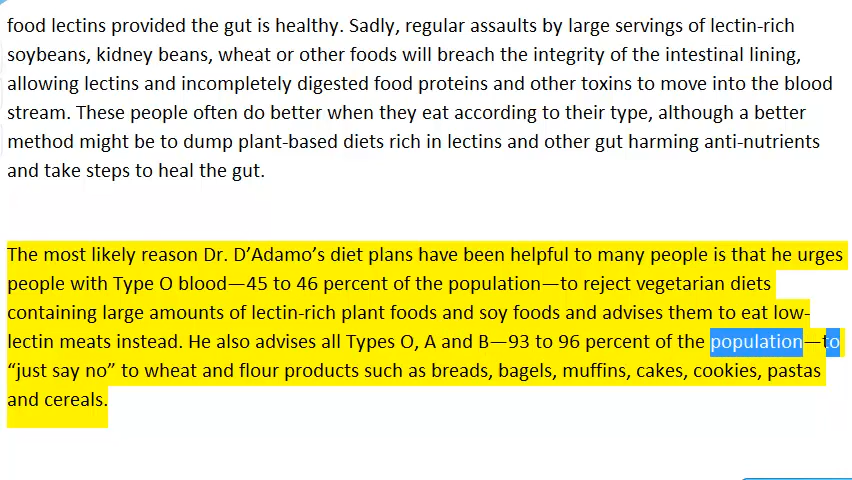 food lectins provided the gut is healthy. Sadly, regular assaults by large servings of lectin-rich
soybeans, kidney beans, wheat or other foods will breach the integrity of the intestinal lining,
allowing lectins and incompletely digested food proteins and other toxins to move into the blood
stream. These people often do better when they eat according to their type, although a better
method might be to dump plant-based diets rich in lectins and other gut harming anti-nutrients
and take steps to heal the gut.
The most likely reason Dr. D’Adamo’s diet plans have been helpful to many people is that he urges
people with Type O blood—45 to 46 percent of the population—to reject vegetarian diets
containing large amounts of lectin-rich plant foods and soy foods and advises them to eat low-
lectin meats instead. He also advises all Types O, A and B—93 to 96 percent of the population—to
“just say no” to wheat and flour products such as breads, bagels, muffins, cakes, cookies, pastas
and cereals.